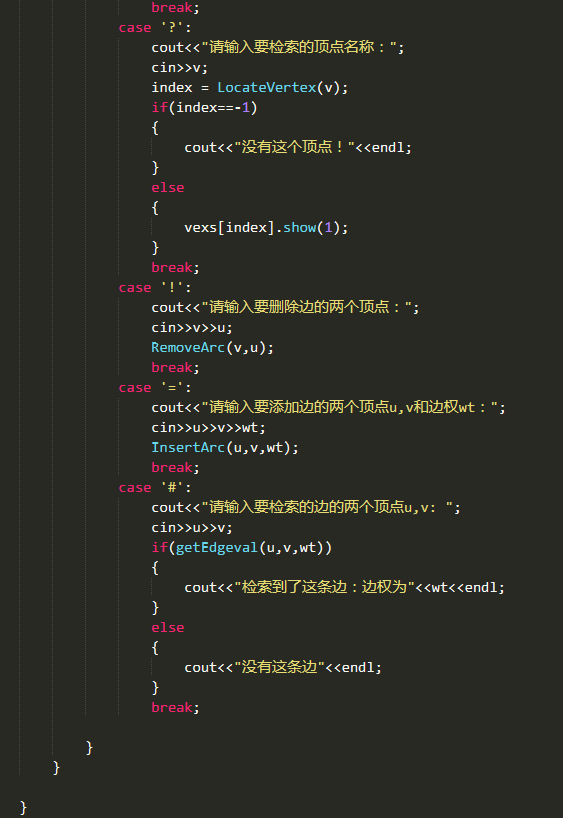 break;
case '?':
cout<<"请输入要检索的顶点名称：";
cin>>v;
index = LocateVertex(v);
if(index==-1)
{
cout<<"没有这个顶点！"<<endl;
}
else
{
vexs[index].show(1);
}
break;
case '!':
cout<<"请输入要删除边的两个顶点：";
cin>>v>>u;
RemoveArc(v,u);
break;
case '=':
cout<<"请输入要添加边的两个顶点u,v和边权wt：";
cin>>u>>v>>wt;
InsertArc(u,v,wt);
break;
case '#':
cout<<"请输入要检索的边的两个顶点u,v: ";
cin>>u>>v;
if(getEdgeval(u,v,wt))
{
cout<<"检索到了这条边：边权为"<<wt<<endl;
}
else
{
cout<<"没有这条边"<<endl;
}
break;
}
}
}